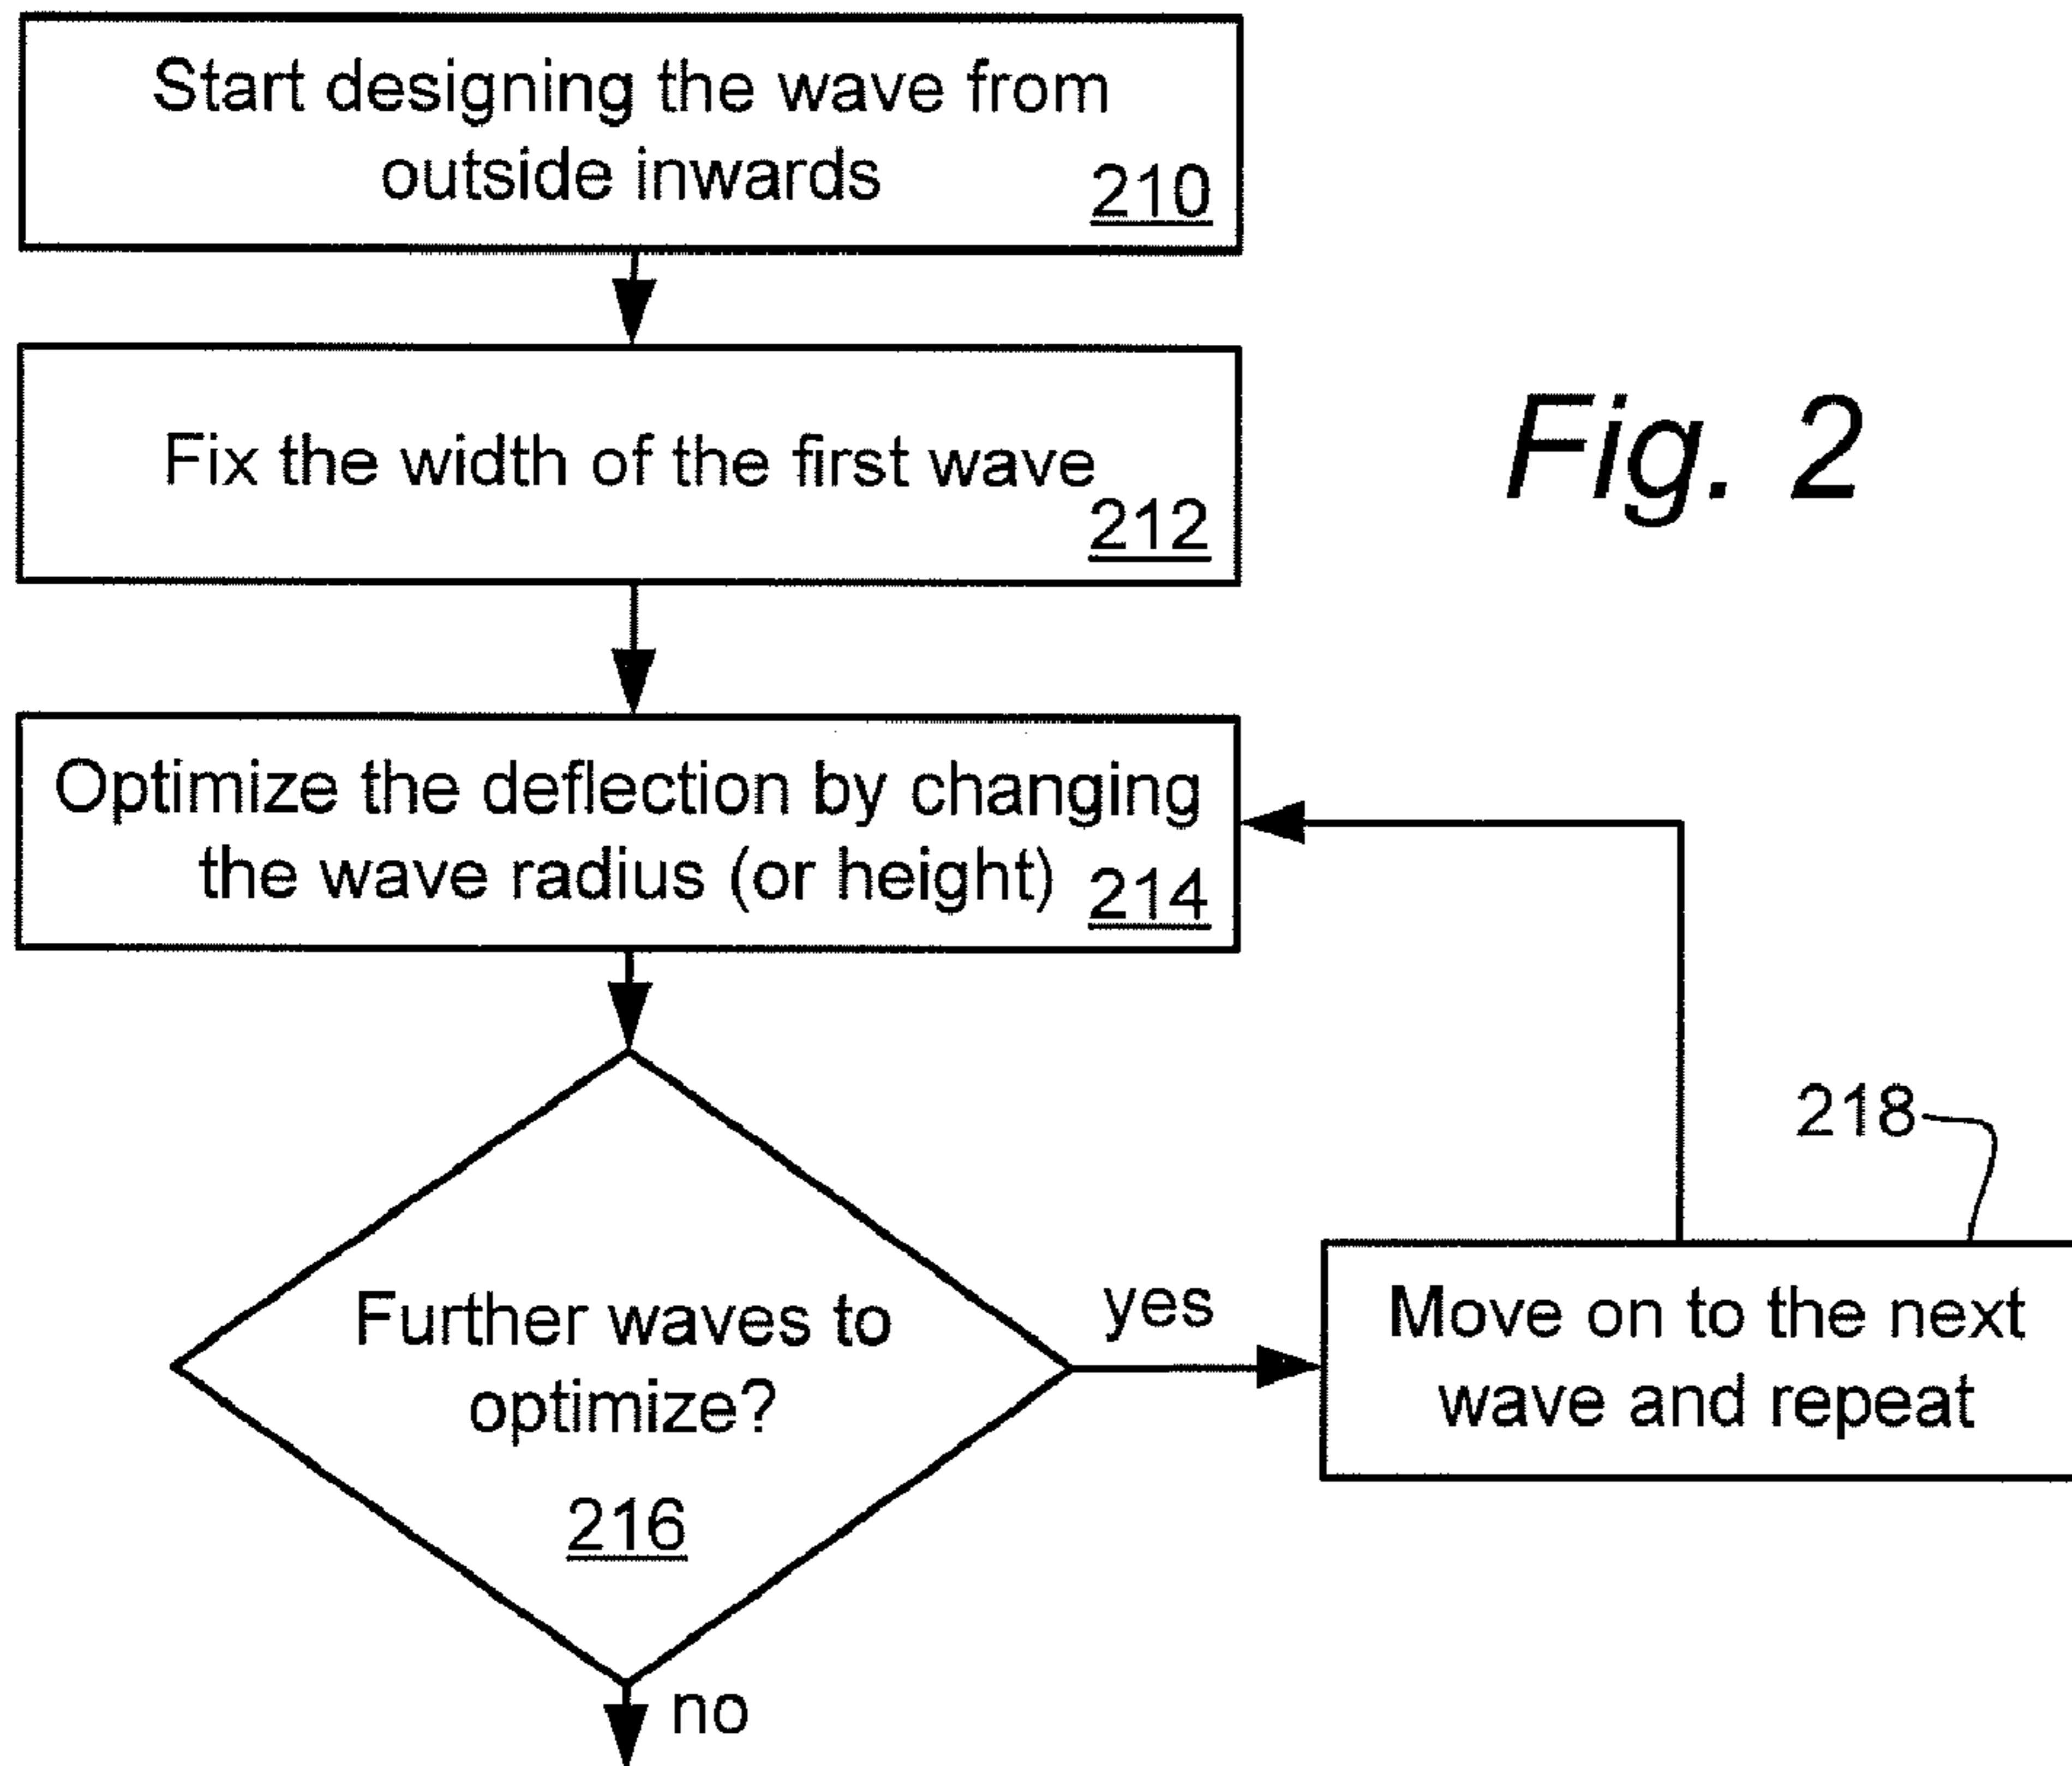 Start designing the wave from
outside inwards
210
Fix the width of the first wave
212
Fig. 2
Optimize the deflection by changing
the wave radius (or height)
214
Further waves to
optimize?
216
yes
218
Move on to the next
wave and repeat
no